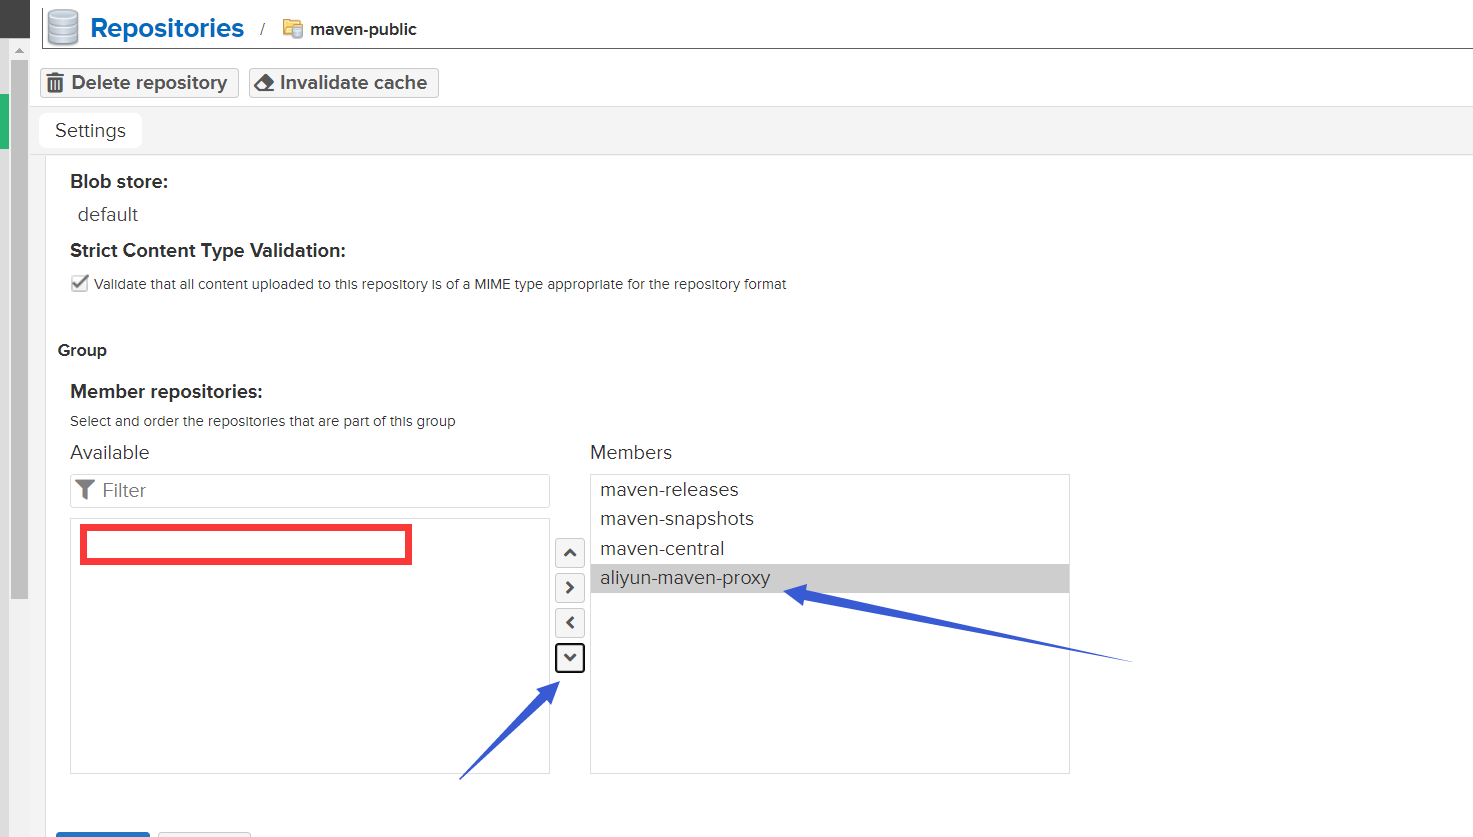 Repositories / maven-public
Delete repository Invalidate cache
Settings
Blob store:
default
Strict Content Type Validation:
Validate that all content uploaded to this repository is of a MIME type appropriate for the repository format
Group
Member repositories:
Select and order the repositories that are part of this group
Available
Filter
Members
maven-releases
maven-snapshots
maven-central
aliyun-maven-proxy